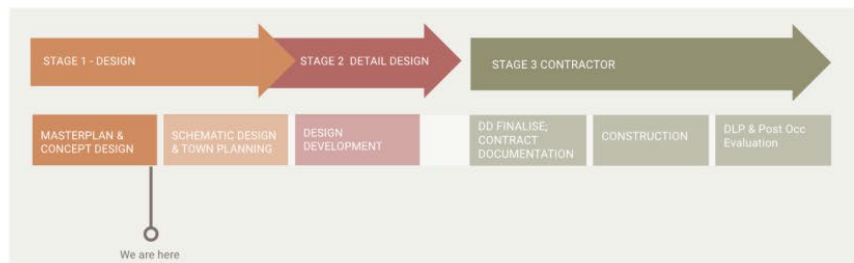 STAGE 1 - DESIGN
STAGE 2  DETAIL DESIGN
STAGE 3 CONTRACTOR
MASTERPLAN &
CONCEPT DESIGN
SCHEMATIC DESIGN
& TOWN PLANNING
DESIGN
DEVELOPMENT
DD FINALISE;
CONTRACT
DOCUMENTATION
CONSTRUCTION
DLP & Post Occ
Evaluation
We are here